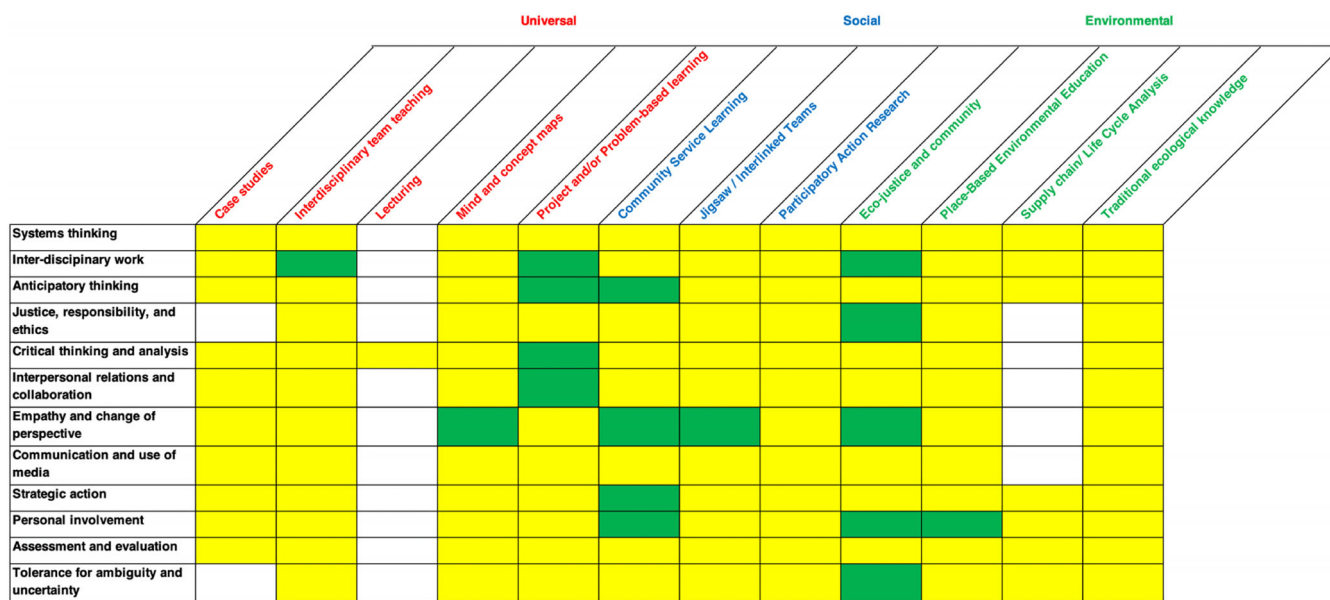 Universal
Social
Environmental
Case studies
Interdisciplinary team teaching
Lecturing
Mind and concept maps
Project and/or Problem-based learning
Community Service Learning
Jigsaw / Interlinked Teams
Participatory Action Research
Eco-justice and community
Place-Based Environmental Education
Supply chain/ Life Cycle Analysis
Traditional ecological knowledge
Systems thinking
Inter-discipinary work
Anticipatory thinking
Justice, responsibility, and
ethics
Critical thinking and analysis
Interpersonal relations and
collaboration
Empathy and change of
perspective
Communication and use of
media
Strategic action
Personal involvement
Assessment and evaluation
Tolerance for ambiguity and
uncertainty